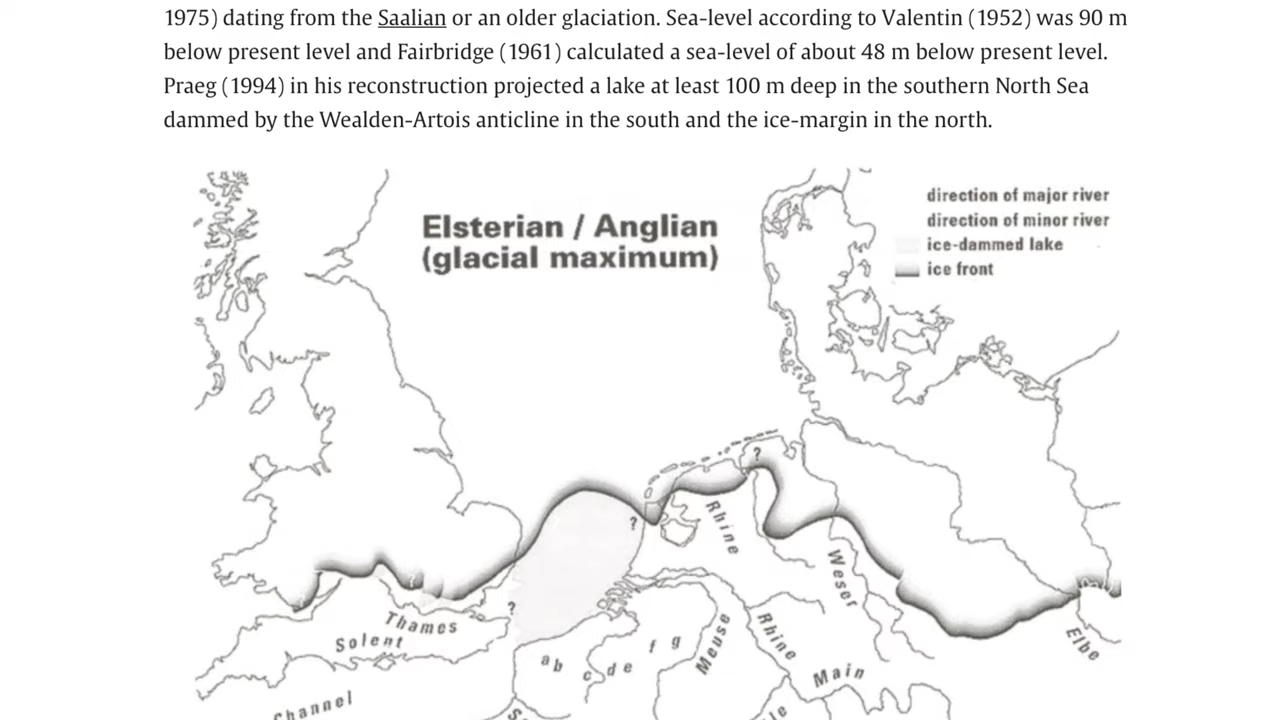 1975) dating from the Saalian or an older glaciation. Sea-level according to Valentin (1952) was 90 m
below present level and Fairbridge (1961) calculated a sea-level of about 48 m below present level.
Praeg (1994) in his reconstruction projected a lake at least 100 m deep in the southern North Sea
dammed by the Wealden-Artois anticline in the south and the ice-margin in the north.
Elsterian / Anglian
(glacial maximum)
direction of major river
direction of minor river
ice-dammed lake
ice front
?
?
?
?
Rhine
Weser
Thames
Solent
Elbe
a b
c d e
f g
Meuse
Rhine
Main
Channel